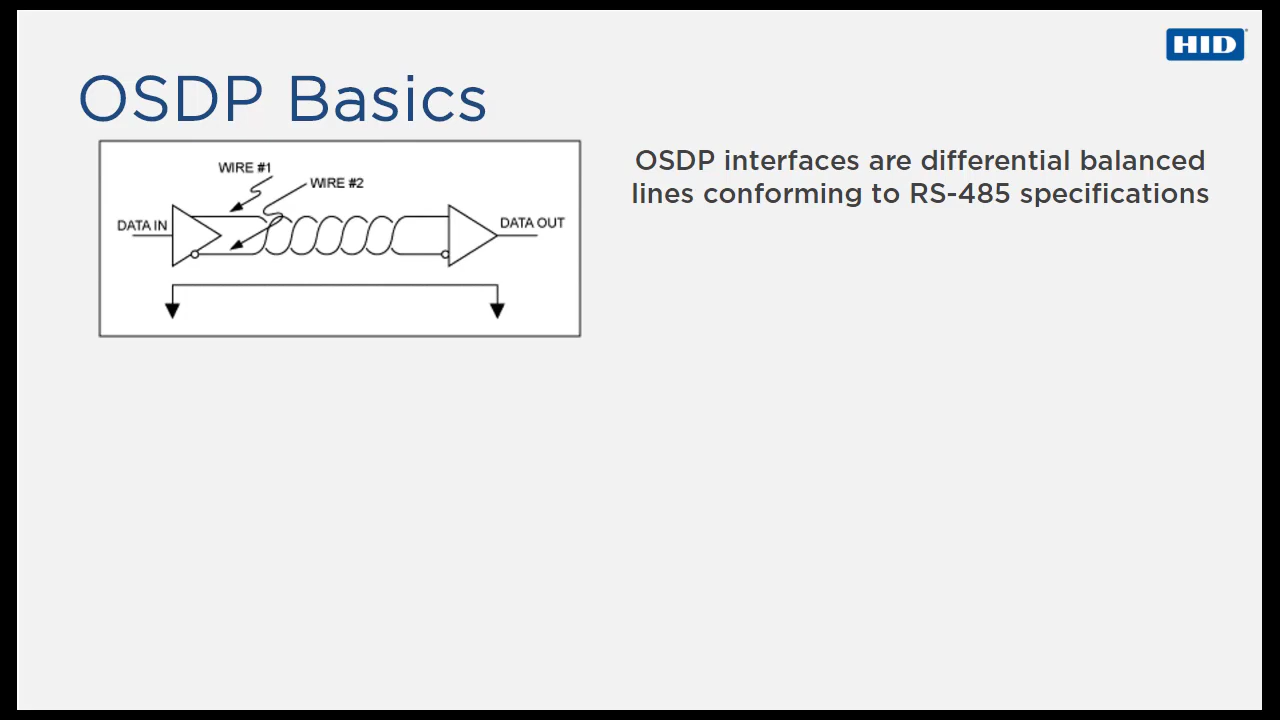 HID
OSDP Basics
WIRE #1
WIRE #2
DATA IN
DATA OUT
OSDP interfaces are differential balanced
lines conforming to RS-485 specifications